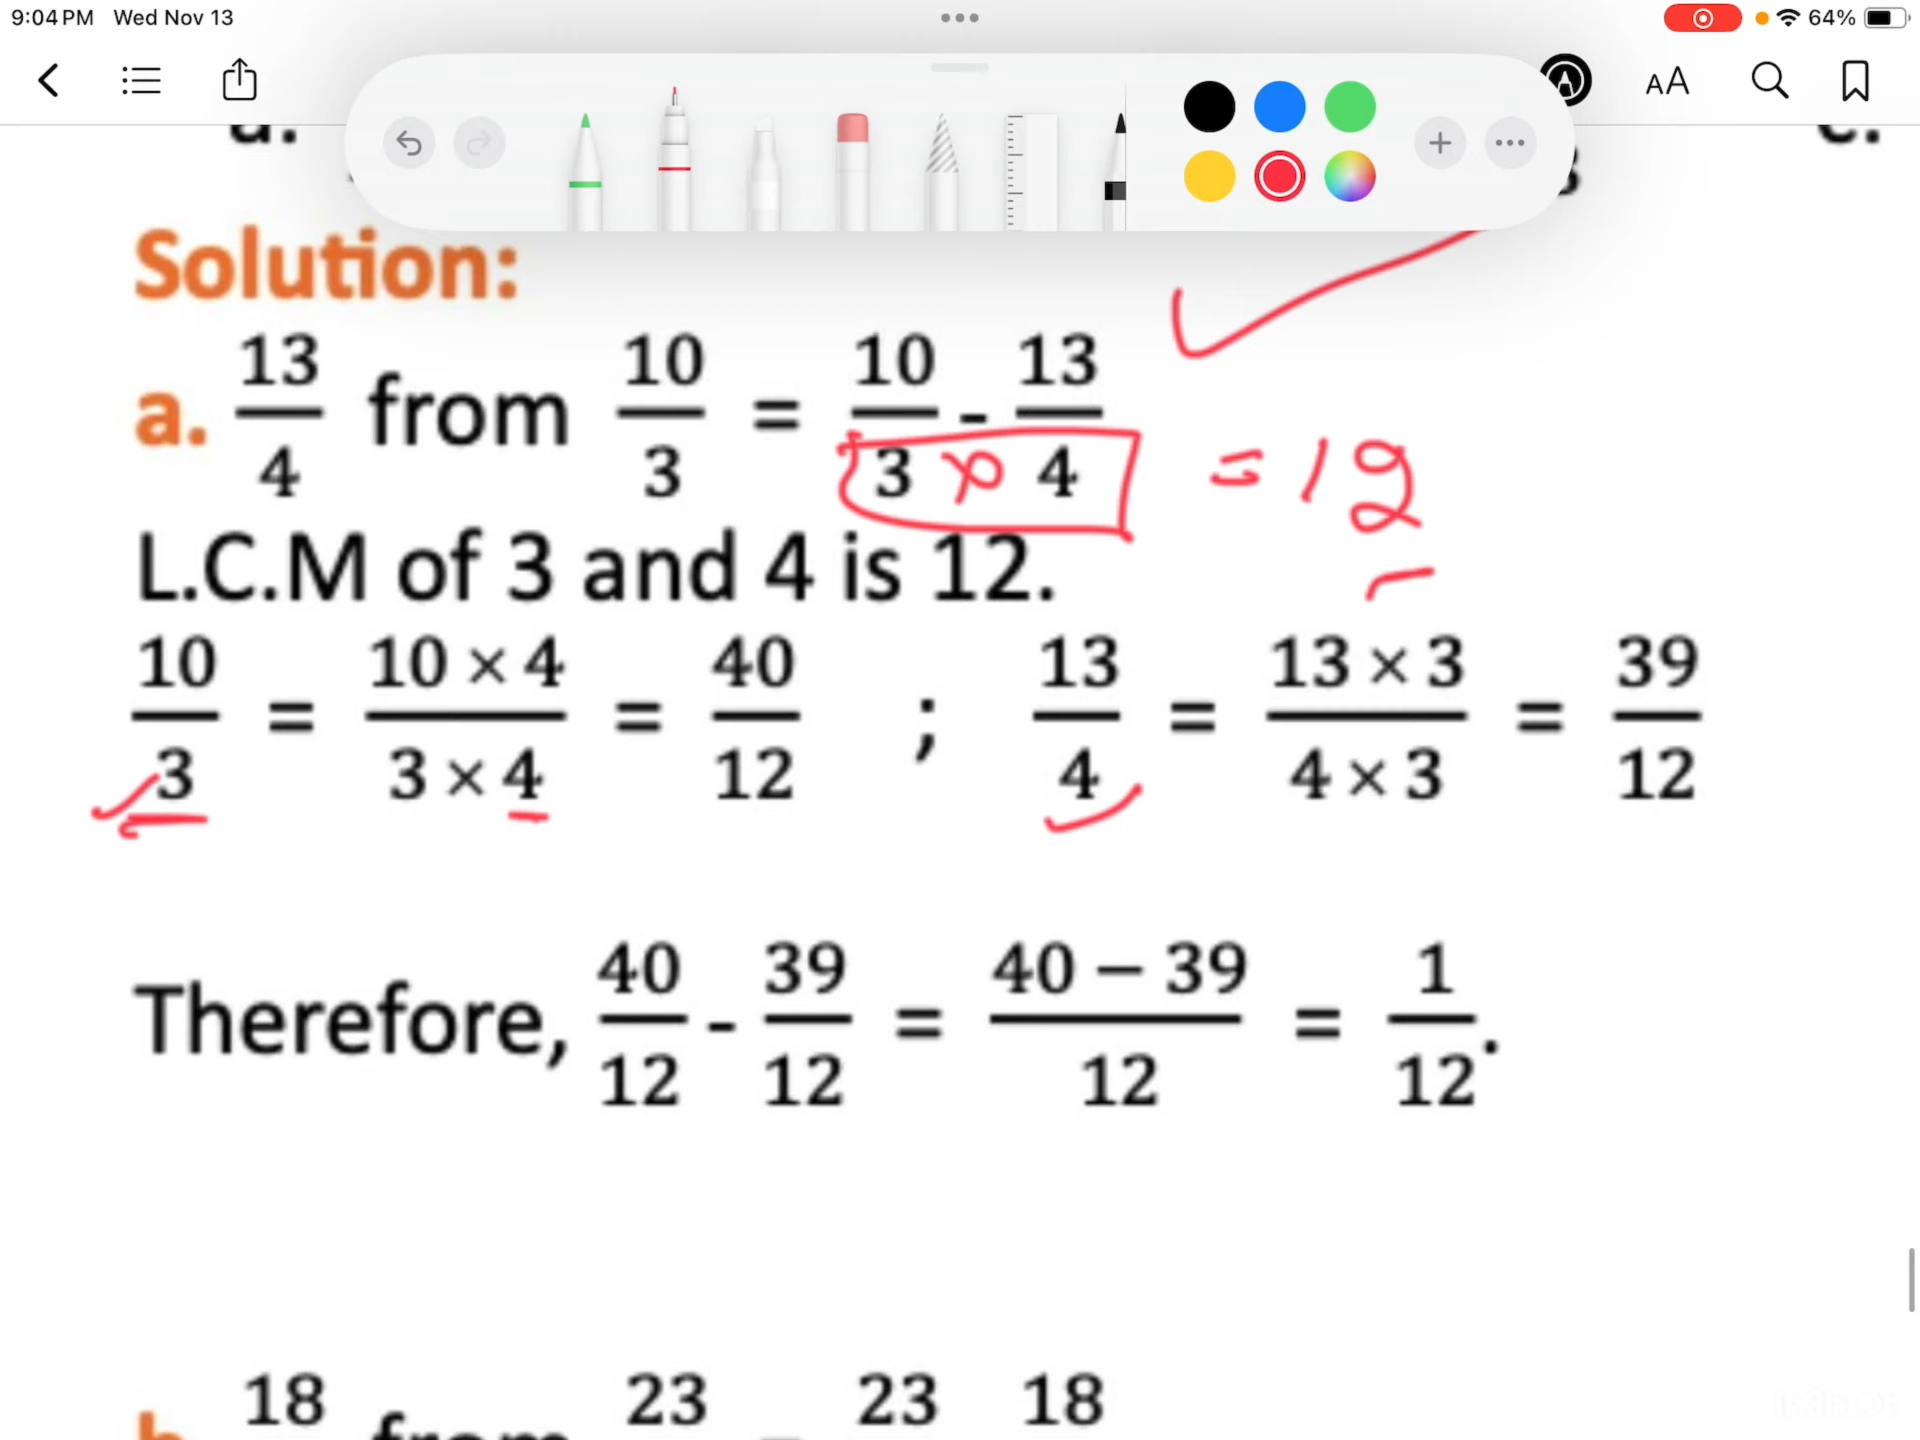 9:04 PM Wed Nov 13
64%
AA
Solution:
a. 13/4 from 10/3 = 10/3 - 13/4
× = 12
L.C.M of 3 and 4 is 12.
10/3 = 10 × 4/3 × 4 = 40/12 ; 13/4 = 13 × 3/4 × 3 = 39/12
Therefore, 40/12 - 39/12 = 40 – 39/12 = 1/12.
18 from 23 = 23 18